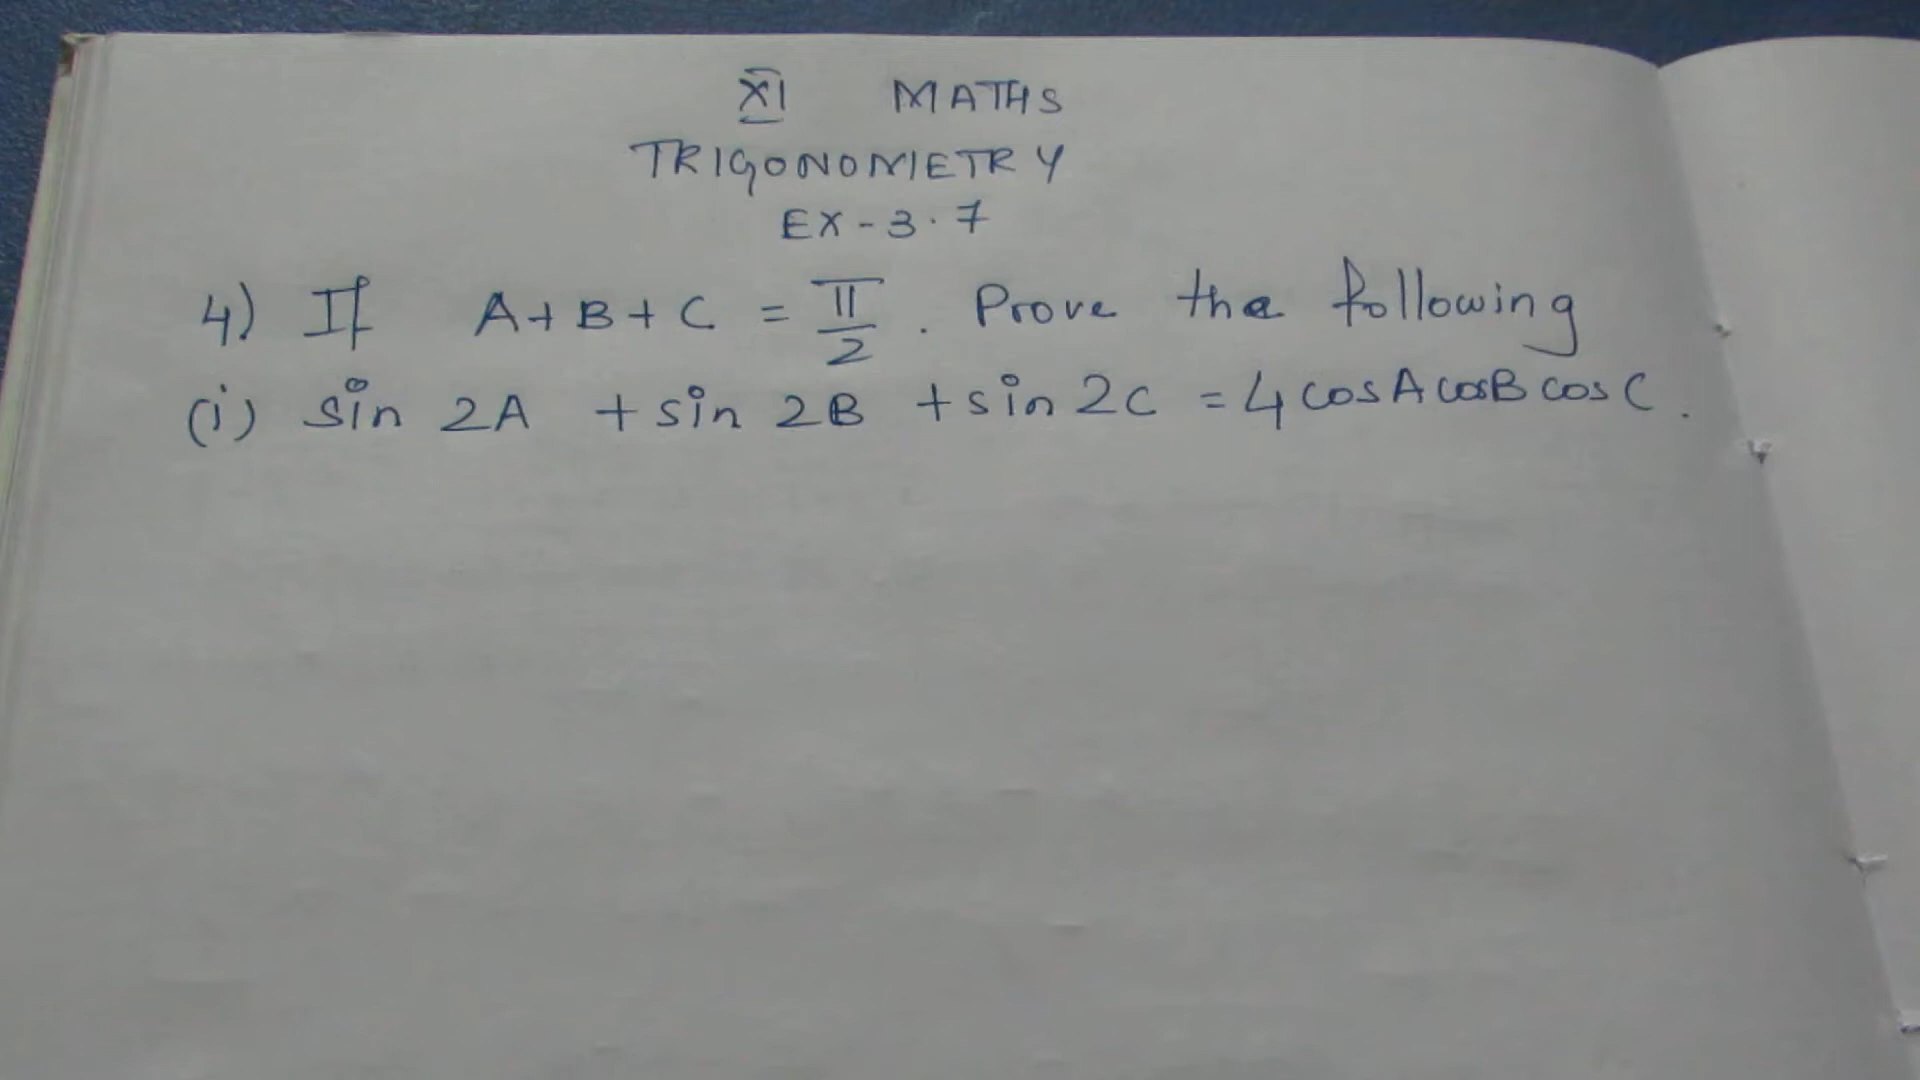 XI MATHS
TRIGONOMETRY
EX - 3.7
4) If A+B+C = π/2. Prove the following
(i) sin 2A + sin 2B + sin 2C = 4 cos A cos B cos C.